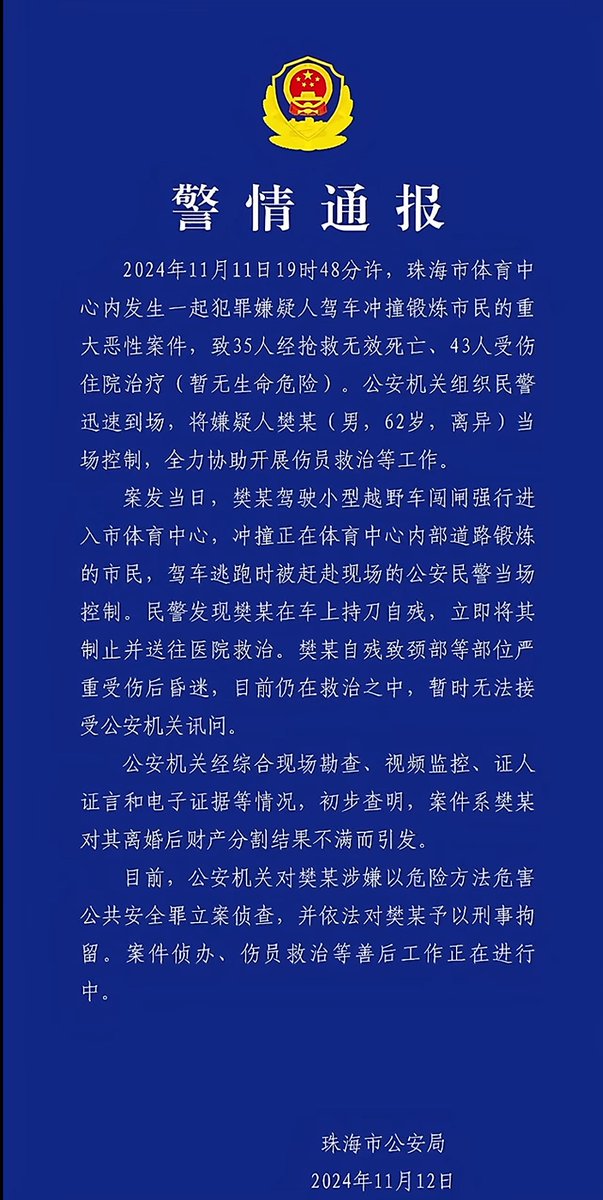 警情通报
2024年11月11日19时48分许，珠海市体育中
心内发生一起犯罪嫌疑人驾车冲撞锻炼市民的重
大恶性案件，致35人经抢救无效死亡、43人受伤
住院治疗（暂无生命危险）。公安机关组织民警
迅速到场，将嫌疑人樊某（男，62岁，离异）当
场控制，全力协助开展伤员救治等工作。
案发当日，樊某驾驶小型越野车闯闸强行进
入市体育中心，冲撞正在体育中心内部道路锻炼
的市民，驾车逃跑时被赶赴现场的公安民警当场
控制。民警发现樊某在车上持刀自残，立即将其
制止并送往医院救治。樊某自残致颈部等部位严
重受伤后昏迷，目前仍在救治之中，暂时无法接
受公安机关讯问。
公安机关经综合现场勘查、视频监控、证人
证言和电子证据等情况，初步查明，案件系樊某
对其离婚后财产分割结果不满而引发。
目前，公安机关对樊某涉嫌以危险方法危害
公共安全罪立案侦查，并依法对樊某予以刑事拘
留。案件侦办、伤员救治等善后工作正在进行
中。
珠海市公安局
2024年11月12日